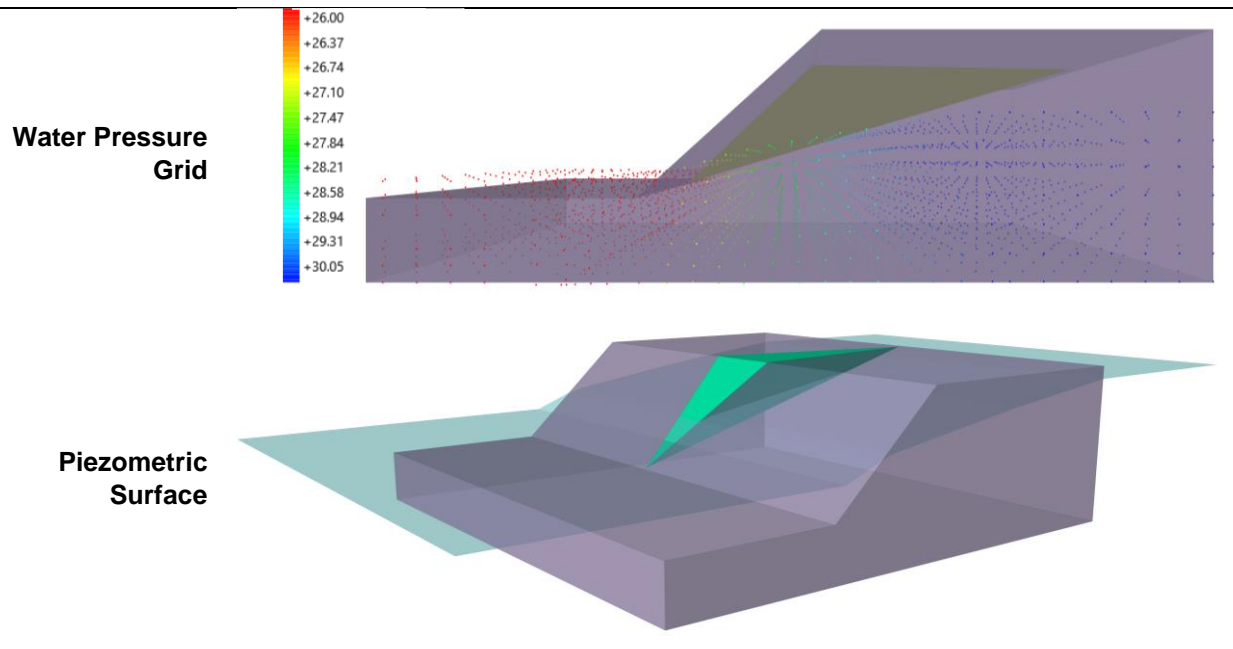 +26.00
+26.37
+26.74
+27.10
Water Pressure
Grid
+27.47
+27.84
+28.21
+28.58
+28.94
+29.31
+30.05
Piezometric
Surface